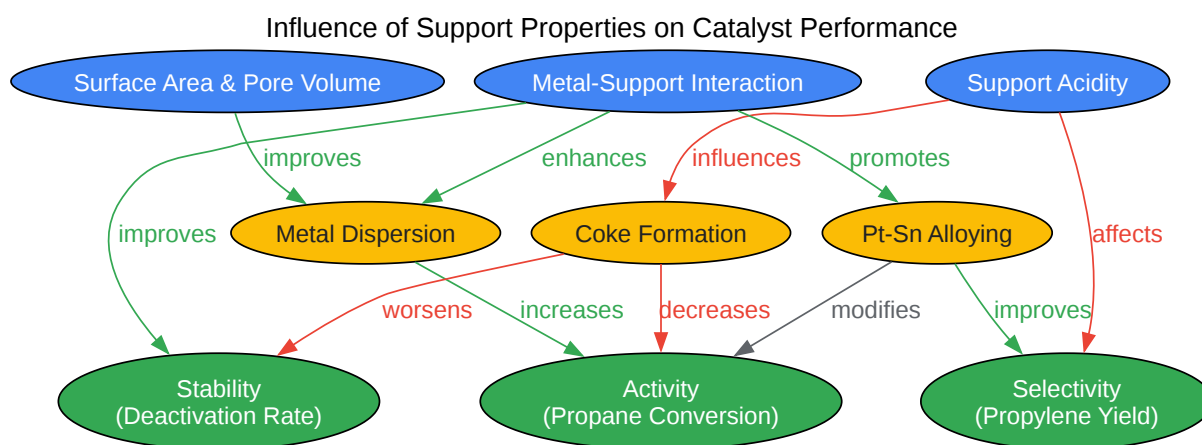 Influence of Support Properties on Catalyst Performance
Surface Area & Pore Volume
Metal-Support Interaction
Support Acidity
improves
enhances
influences
promotes
improves
Metal Dispersion
Coke Formation
Pt-Sn Alloying
affects
worsens
increases
decreases
modifies
improves
Stability
(Deactivation Rate)
Activity
(Propane Conversion)
Selectivity
(Propylene Yield)